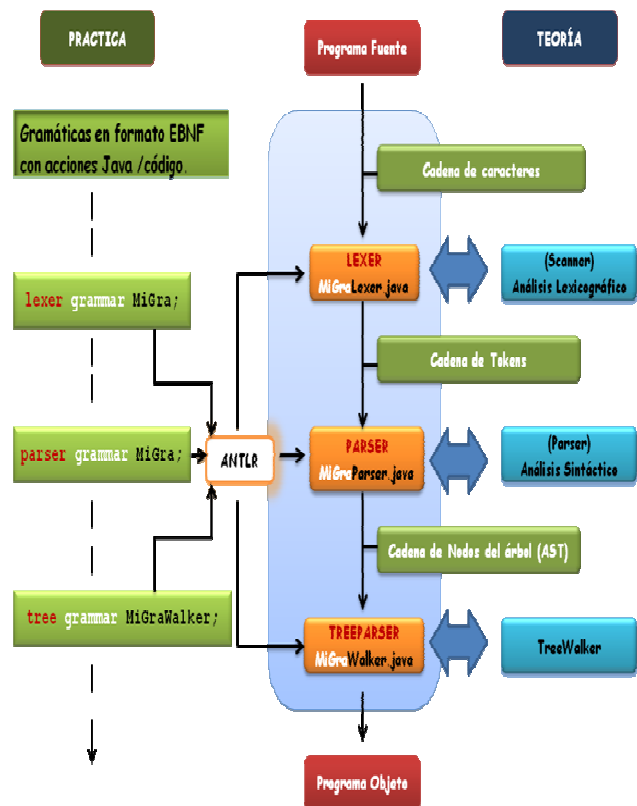 PRACTICA
Programa Fuente
TEORÍA
Gramáticas en formato EBNF
con acciones Java /código.
Cadena de caracteres
LEXER
MiGraLexer.java
(Scanner)
Análisis Lexicográfico
lexer grammar MiGra;
Cadena de Tokens
parser grammar MiGra;
ANTLR
PARSER
MiGraParser.java
(Parser)
Análisis Sintáctico
Cadena de Nodos del árbol (AST)
tree grammar MiGraWalker;
TREEPARSER
MiGraWalker.java
TreeWalker
Programa Objeto